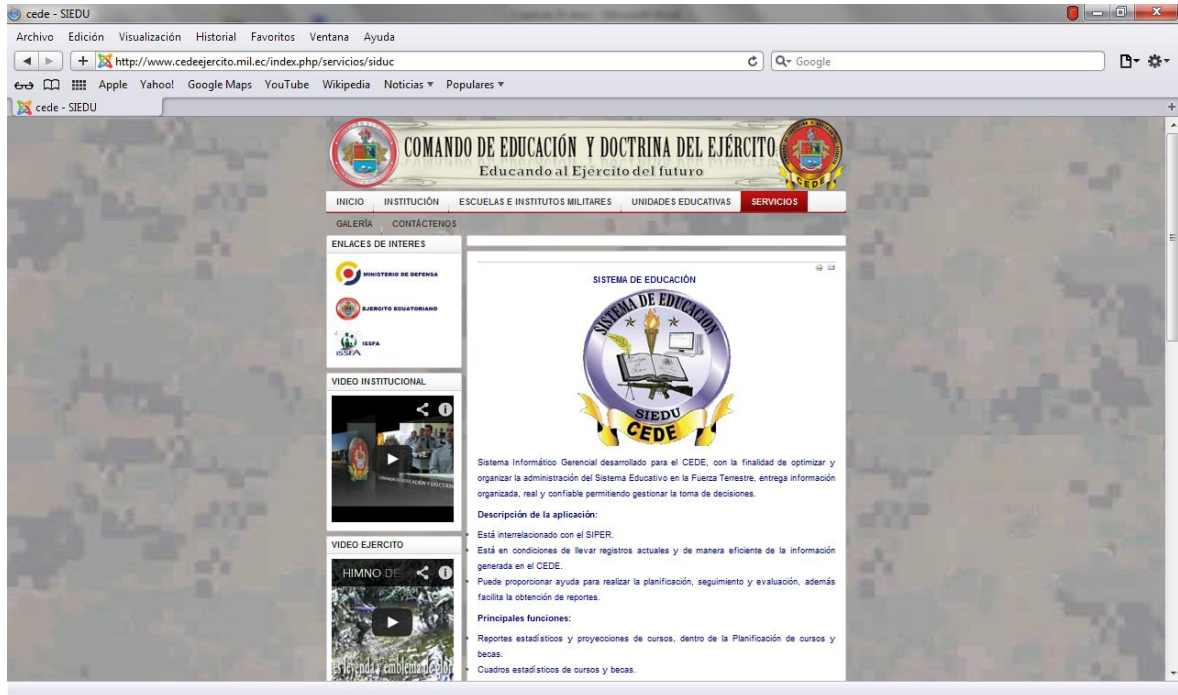 cede - SIEDU
Archivo Edición Visualización Historial Favoritos Ventana Ayuda
http://www.cedeejercito.mil.ec/index.php/servicios/siduc
Google
Apple Yahoo! Google Maps YouTube Wikipedia Noticias Populares
cede - SIEDU
COMANDO DE EDUCACIÓN Y DOCTRINA DEL EJÉRCITO
Educando al Ejército del futuro
CEDE
INICIO INSTITUCIÓN ESCUELAS E INSTITUTOS MILITARES UNIDADES EDUCATIVAS SERVICIOS
GALERÍA CONTÁCTENOS
ENLACES DE INTERES
MINISTERIO DE DEFENSA
EJERCITO ECUATORIANO
ISSFA
ISSFA
VIDEO INSTITUCIONAL
VIDEO EJERCITO
HIMNO DE
SISTEMA DE EDUCACIÓN
SISTEMA DE EDUCACION
SIEDU
CEDE
Sistema Informático Gerencial desarrollado para el CEDE, con la finalidad de optimizar y
organizar la administración del Sistema Educativo en la Fuerza Terrestre, entrega información
organizada, real y confiable permitiendo gestionar la toma de decisiones.
Descripción de la aplicación:
Está interrelacionado con el SIPER.
Está en condiciones de llevar registros actuales y de manera eficiente de la información
generada en el CEDE.
Puede proporcionar ayuda para realizar la planificación, seguimiento y evaluación, además
facilita la obtención de reportes.
Principales funciones:
Reportes estadísticos y proyecciones de cursos, dentro de la Planificación de cursos y
becas.
Cuadros estadísticos de cursos y becas.